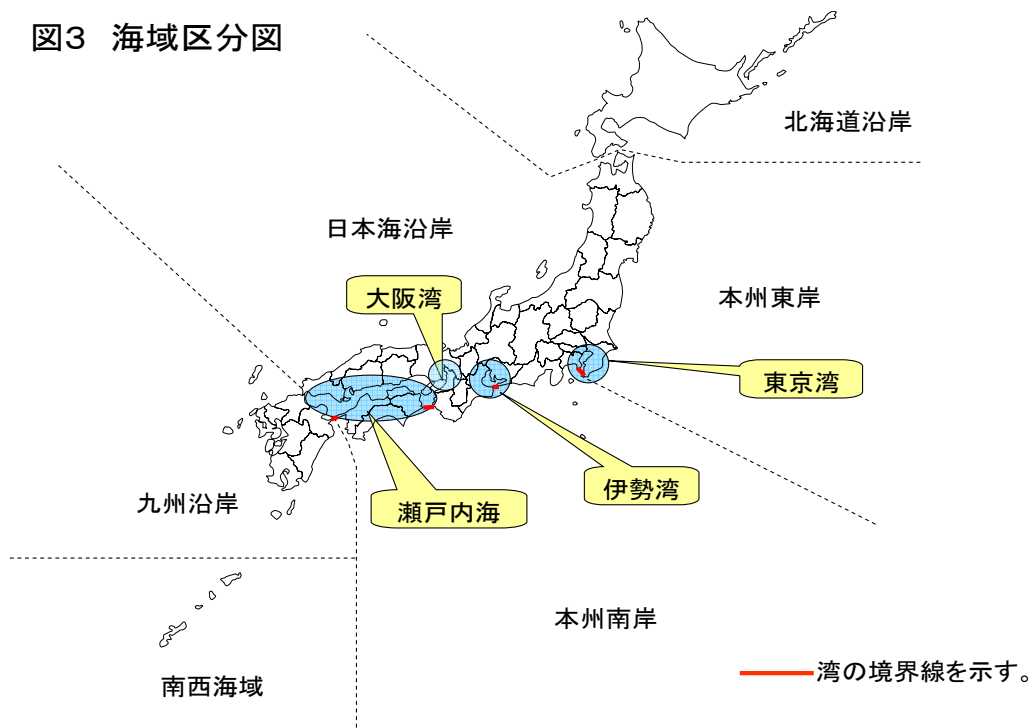 図3 海域区分図
北海道沿岸
日本海沿岸
大阪湾
本州東岸
東京湾
伊勢湾
瀬戸内海
九州沿岸
本州南岸
南西海域
湾の境界線を示す。